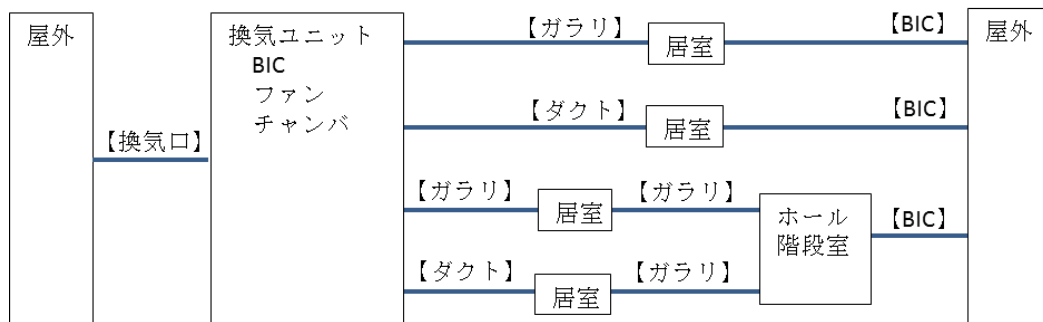 屋外
【換気口】
換気ユニット
BIC
ファン
チャンバ
【ガラリ】
居室
【BIC】
【ダクト】
居室
【BIC】
【ガラリ】
居室
【ガラリ】
【ダクト】
居室
【ガラリ】
ホール
階段室
【BIC】
屋外